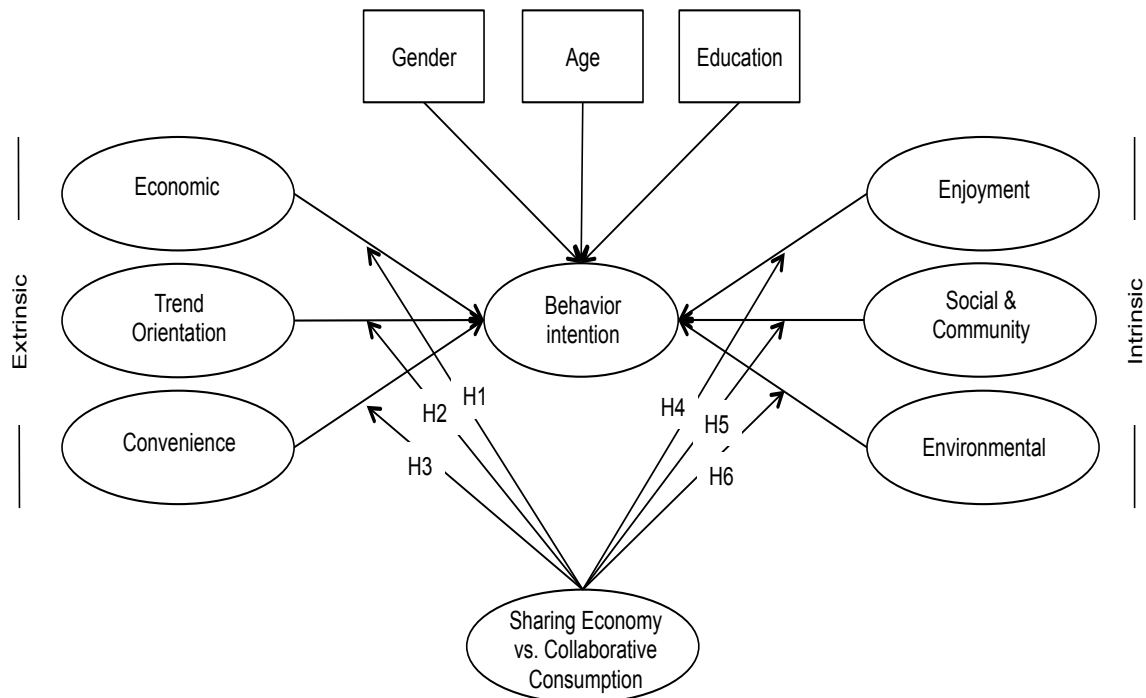 Gender
Age
Education
Economic
Enjoyment
Extrinsic
Trend
Orientation
Behavior
intention
Social &
Community
Intrinsic
Convenience
Environmental
H1
H2
H3
H4
H5
H6
Sharing Economy
vs. Collaborative
Consumption